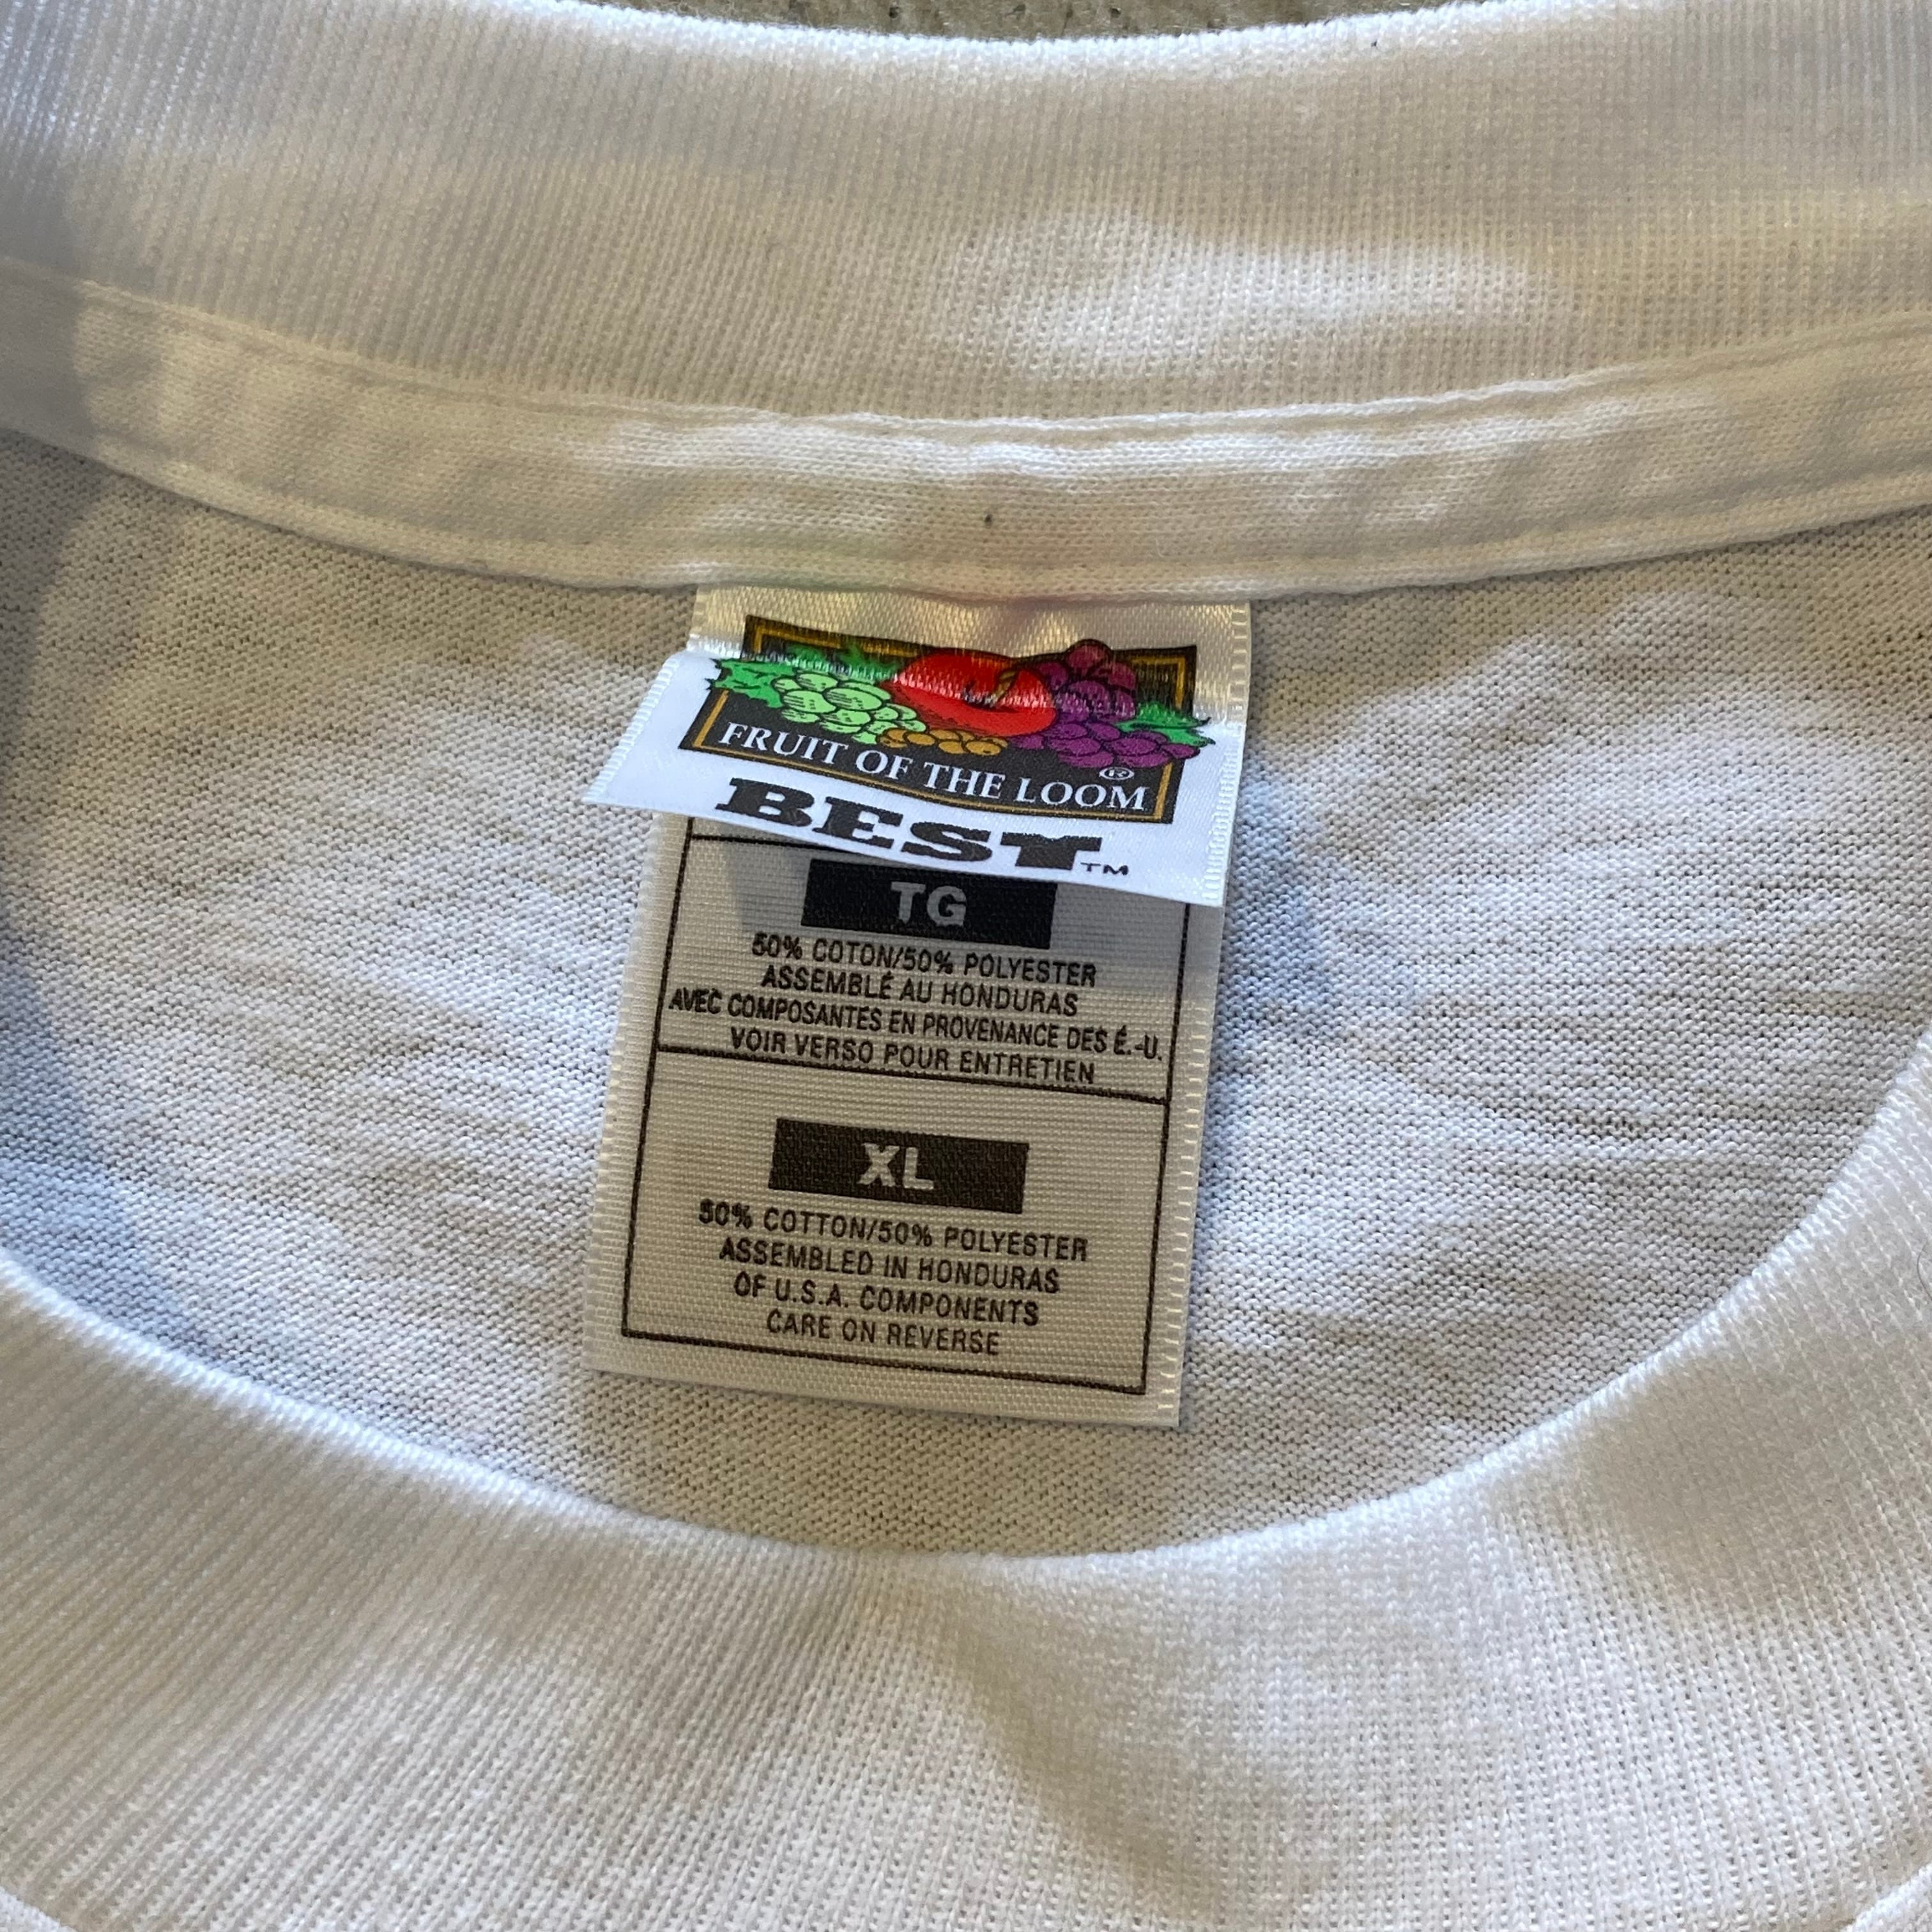 FRUIT OF THE LOOM®
BEST™
TG
50% COTON/50% POLYESTER
ASSEMBLÉ AU HONDURAS
AVEC COMPOSANTES EN PROVENANCE DES É.-U.
VOIR VERSO POUR ENTRETIEN
XL
50% COTTON/50% POLYESTER
ASSEMBLED IN HONDURAS
OF U.S.A. COMPONENTS
CARE ON REVERSE